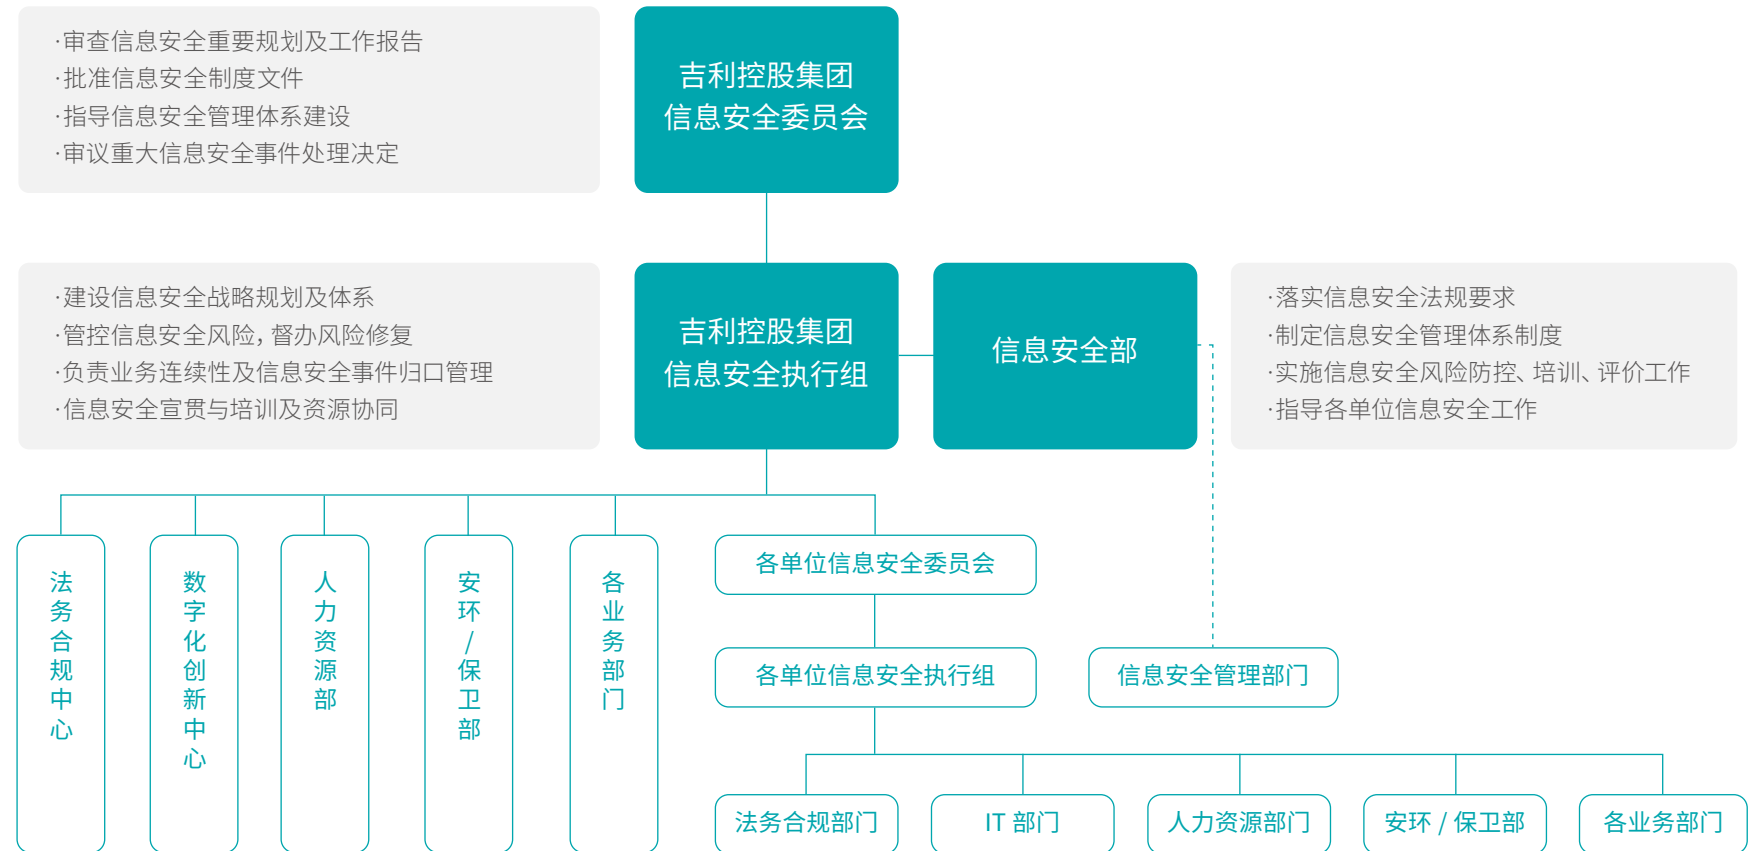 ·审查信息安全重要规划及工作报告
·批准信息安全制度文件
·指导信息安全管理体系建设
·审议重大信息安全事件处理决定
吉利控股集团
信息安全委员会
·建设信息安全战略规划及体系
·管控信息安全风险，督办风险修复
·负责业务连续性及信息安全事件归口管理
·信息安全宣贯与培训及资源协同
吉利控股集团
信息安全执行组
信息安全部
·落实信息安全法规要求
·制定信息安全管理体系制度
·实施信息安全风险防控、培训、评价工作
·指导各单位信息安全工作
法务合规中心
数字化创新中心
人力资源部
安环/保卫部
各业务部门
各单位信息安全委员会
各单位信息安全执行组
信息安全管理部门
法务合规部门
IT 部门
人力资源部门
安环 / 保卫部
各业务部门